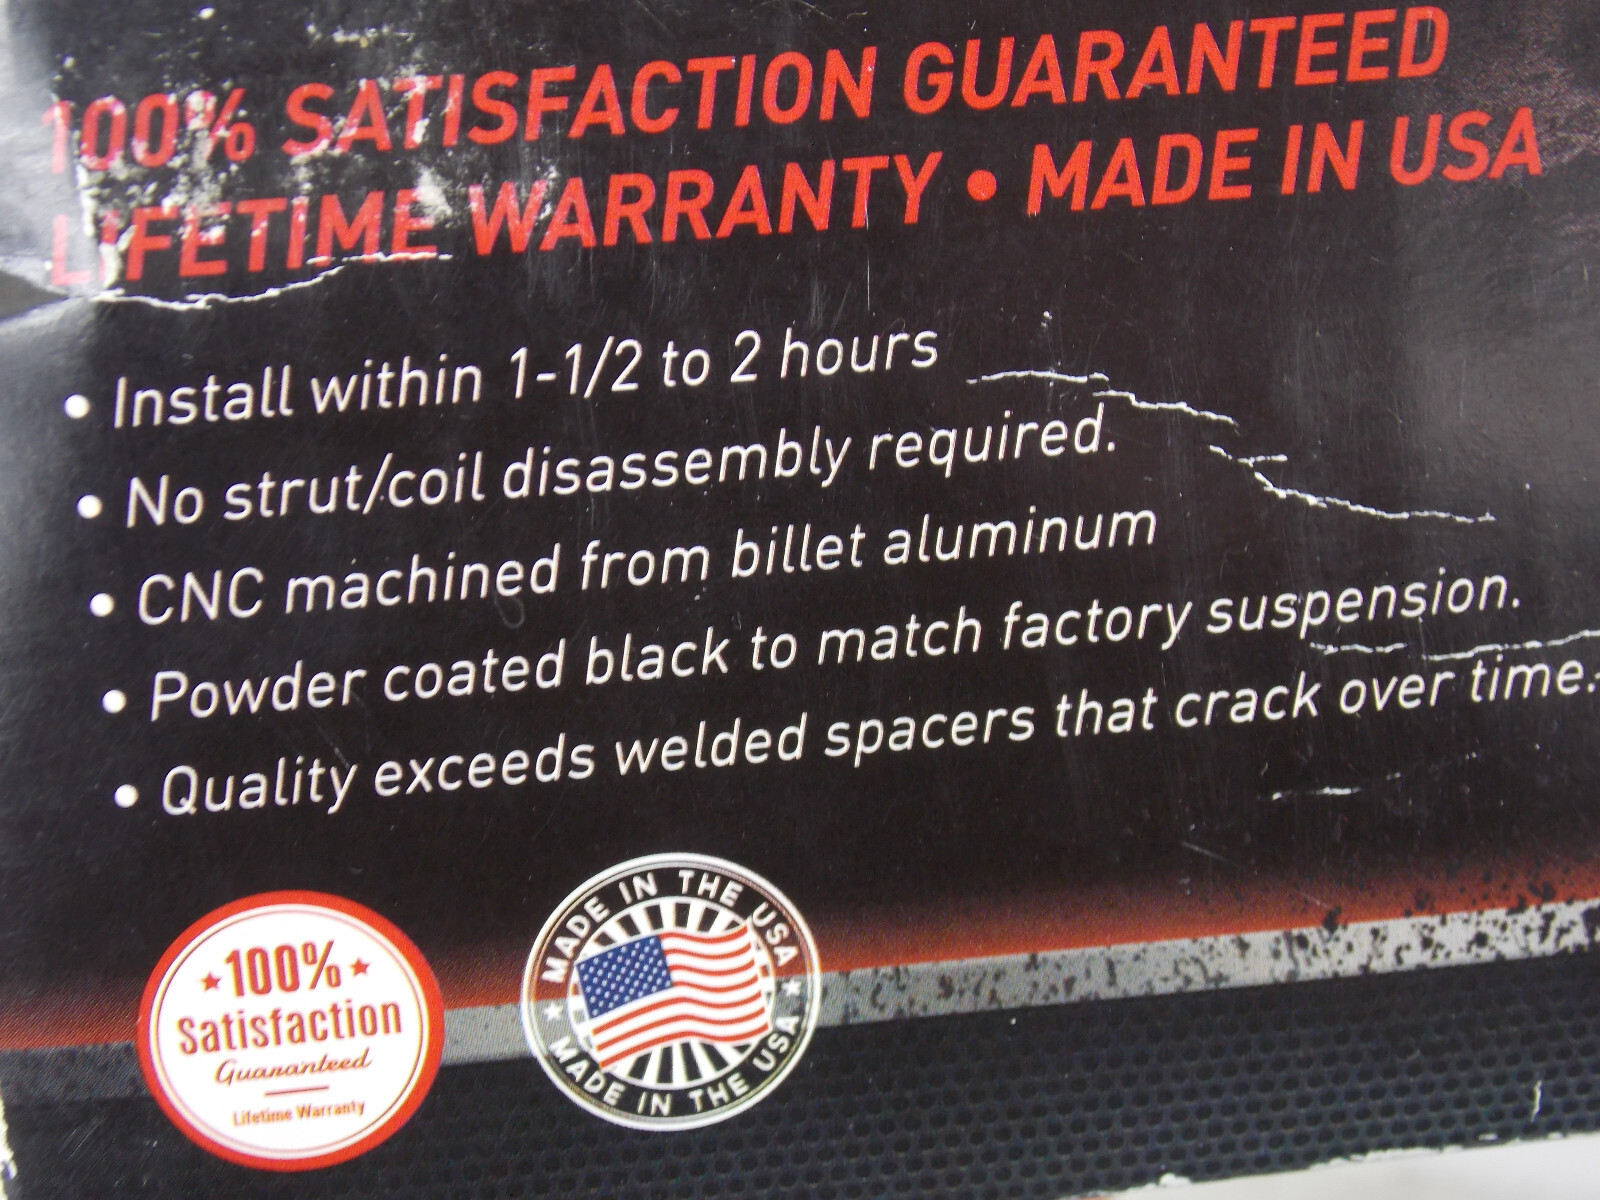 100% SATISFACTION GUARANTEED
LIFETIME WARRANTY • MADE IN USA
• Install within 1-1/2 to 2 hours
• No strut/coil disassembly required.
• CNC machined from billet aluminum
• Powder coated black to match factory suspension.
• Quality exceeds welded spacers that crack over time.
100%
Satisfaction
Guaranteed
Lifetime Warranty
MADE IN THE USA
MADE IN THE USA